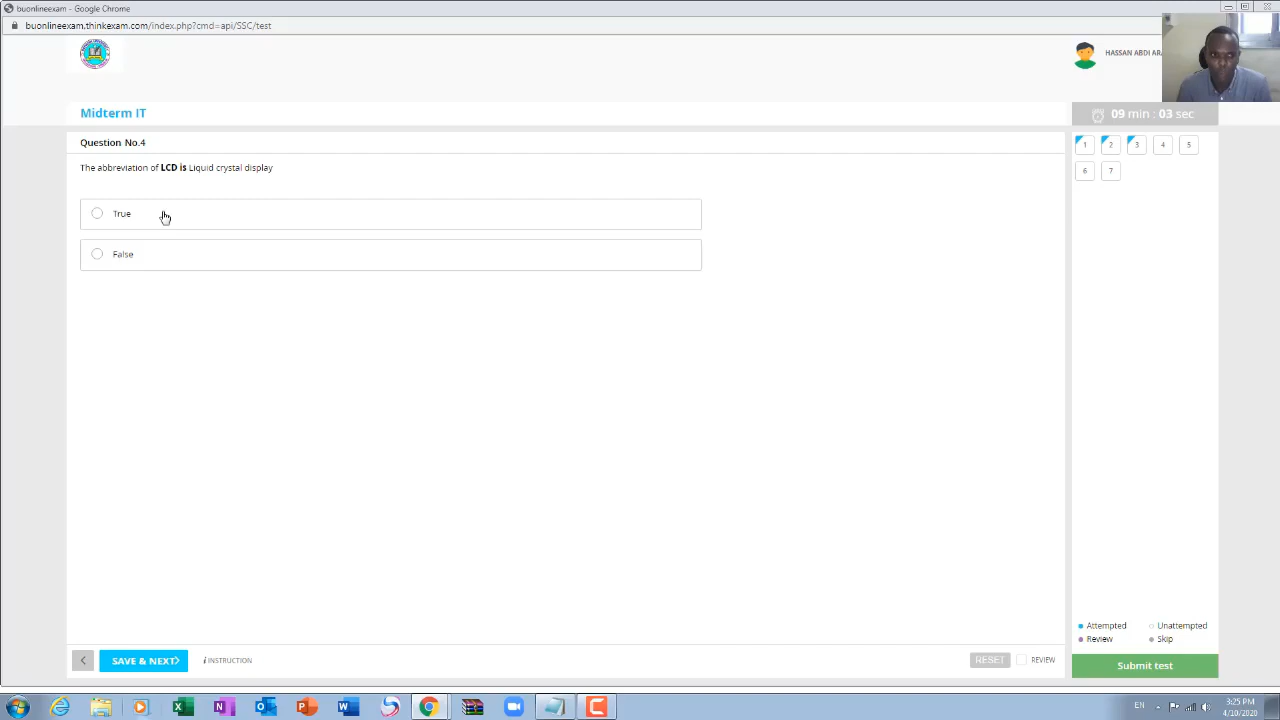 buonlineexam - Google Chrome
buonlineexam.thinkexam.com/index.php?cmd=api/SSC/test
HASSAN ABDI
Midterm IT
09 min : 03 sec
Question No.4
The abbreviation of LCD is Liquid crystal display
True
False
1 2 3 4 5
6 7
Attempted Unattempted
Review Skip
SAVE & NEXT
i INSTRUCTION
RESET
REVIEW
Submit test
EN
3:25 PM
4/10/2020